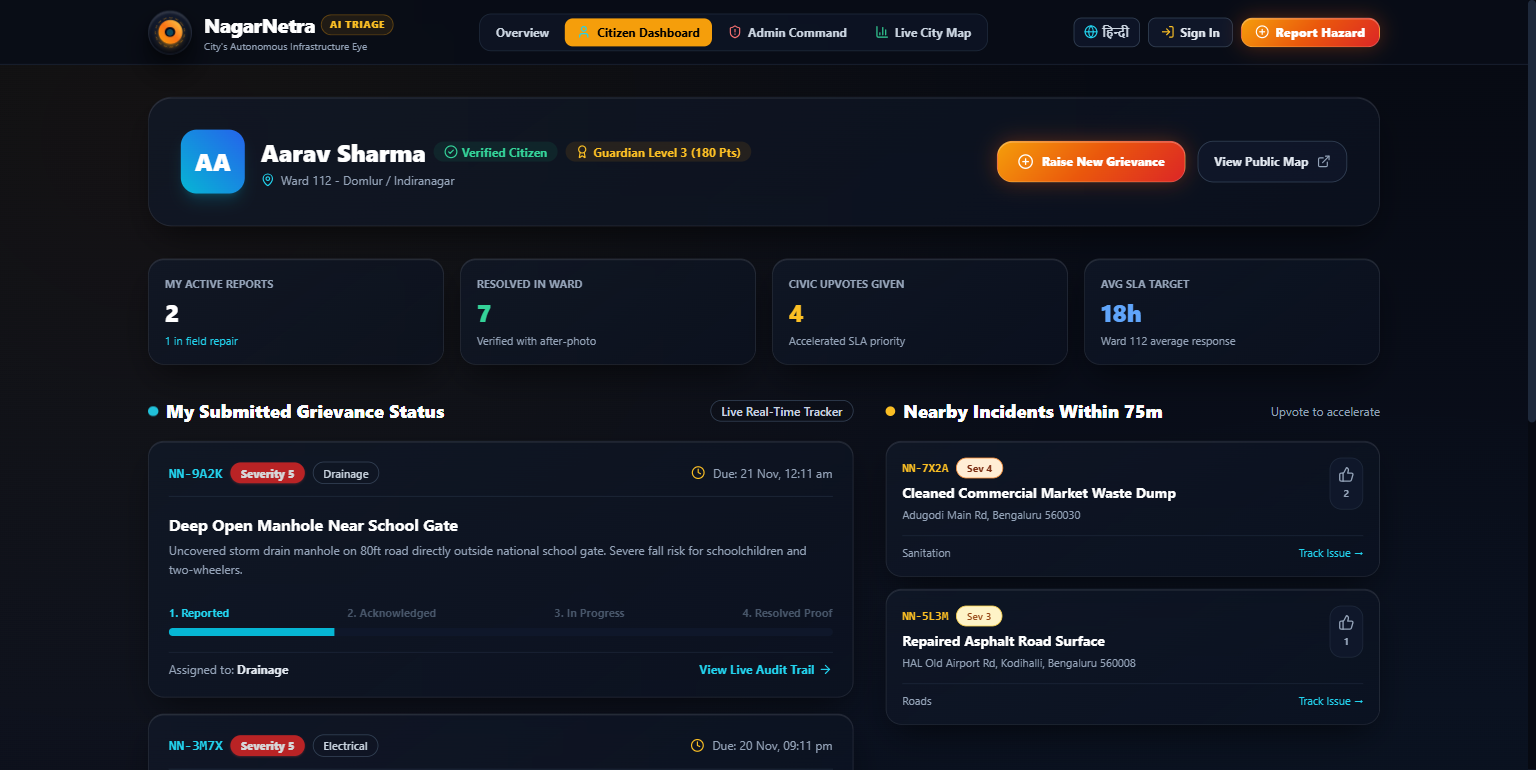 NagarNetra AI TRIAGE
City's Autonomous Infrastructure Eye
Overview
Citizen Dashboard
Admin Command
Live City Map
हिन्दी
Sign In
Report Hazard
AA
Aarav Sharma
Verified Citizen
Guardian Level 3 (180 Pts)
Ward 112 - Domlur / Indiranagar
Raise New Grievance
View Public Map
MY ACTIVE REPORTS
2
1 in field repair
RESOLVED IN WARD
7
Verified with after-photo
CIVIC UPVOTES GIVEN
4
Accelerated SLA priority
AVG SLA TARGET
18h
Ward 112 average response
My Submitted Grievance Status
Live Real-Time Tracker
NN-9A2K Severity 5 Drainage
Due: 21 Nov, 12:11 am
Deep Open Manhole Near School Gate
Uncovered storm drain manhole on 80ft road directly outside national school gate. Severe fall risk for schoolchildren and
two-wheelers.
1. Reported
2. Acknowledged
3. In Progress
4. Resolved Proof
Assigned to: Drainage
View Live Audit Trail →
NN-3M7X Severity 5 Electrical
Due: 20 Nov, 09:11 pm
Nearby Incidents Within 75m
Upvote to accelerate
NN-7X2A Sev 4
Cleaned Commercial Market Waste Dump
Adugodi Main Rd, Bengaluru 560030
2
Sanitation
Track Issue →
NN-5L3M Sev 3
Repaired Asphalt Road Surface
HAL Old Airport Rd, Kodihalli, Bengaluru 560008
1
Roads
Track Issue →